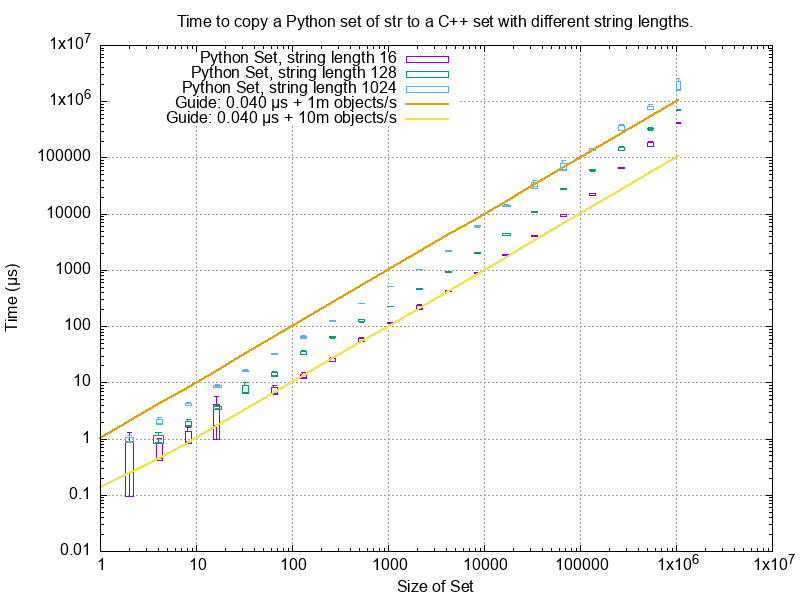 Time to copy a Python set of str to a C++ set with different string lengths.
1x10^7
1x10^6
100000
10000
1000
100
10
1
0.1
0.01
Time (µs)
Python Set, string length 16
Python Set, string length 128
Python Set, string length 1024
Guide: 0.040 µs + 1m objects/s
Guide: 0.040 µs + 10m objects/s
1 10 100 1000 10000 100000 1x10^6 1x10^7
Size of Set